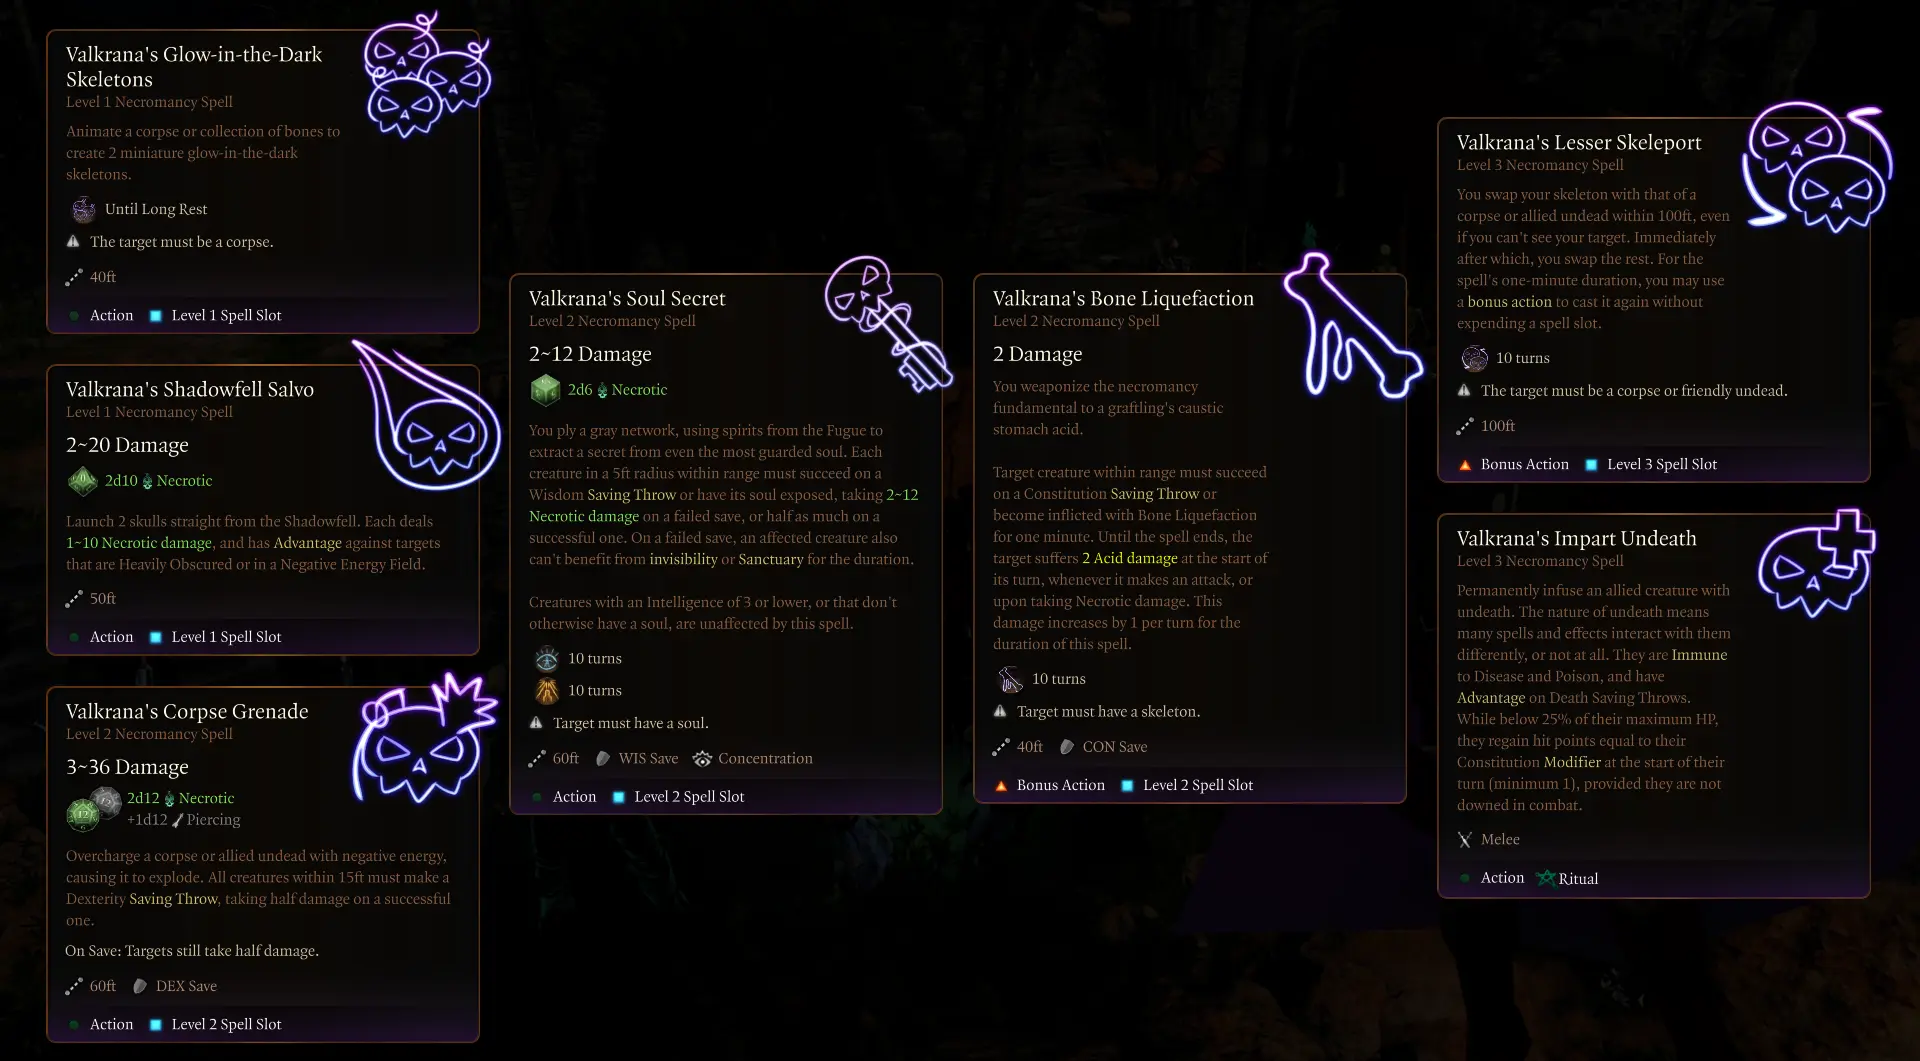 Valkrana's Glow-in-the-Dark
Skeletons
Level 1 Necromancy Spell
Animate a corpse or collection of bones to
create 2 miniature glow-in-the-dark
skeletons.
Until Long Rest
The target must be a corpse.
40ft
Action Level 1 Spell Slot
Valkrana's Shadowfell Salvo
Level 1 Necromancy Spell
2~20 Damage
2d10 Necrotic
Launch 2 skulls straight from the Shadowfell. Each deals
1~10 Necrotic damage, and has Advantage against targets
that are Heavily Obscured or in a Negative Energy Field.
50ft
Action Level 1 Spell Slot
Valkrana's Corpse Grenade
Level 2 Necromancy Spell
3~36 Damage
2d12 Necrotic
+1d12 Piercing
Overcharge a corpse or allied undead with negative energy,
causing it to explode. All creatures within 15ft must make a
Dexterity Saving Throw, taking half damage on a successful
one.
On Save: Targets still take half damage.
60ft DEX Save
Action Level 2 Spell Slot
Valkrana's Soul Secret
Level 2 Necromancy Spell
2~12 Damage
2d6 Necrotic
You ply a gray network, using spirits from the Fugue to
extract a secret from even the most guarded soul. Each
creature in a 5ft radius within range must succeed on a
Wisdom Saving Throw or have its soul exposed, taking 2~12
Necrotic damage on a failed save, or half as much on a
successful one. On a failed save, an affected creature also
can't benefit from invisibility or Sanctuary for the duration.
Creatures with an Intelligence of 3 or lower, or that don't
otherwise have a soul, are unaffected by this spell.
10 turns
10 turns
Target must have a soul.
60ft WIS Save Concentration
Action Level 2 Spell Slot
Valkrana's Bone Liquefaction
Level 2 Necromancy Spell
2 Damage
You weaponize the necromancy
fundamental to a graftling's caustic
stomach acid.
Target creature within range must succeed
on a Constitution Saving Throw or
become inflicted with Bone Liquefaction
for one minute. Until the spell ends, the
target suffers 2 Acid damage at the start of
its turn, whenever it makes an attack, or
upon taking Necrotic damage. This
damage increases by 1 per turn for the
duration of this spell.
10 turns
Target must have a skeleton.
40ft CON Save
Bonus Action Level 2 Spell Slot
Valkrana's Lesser Skeleport
Level 3 Necromancy Spell
You swap your skeleton with that of a
corpse or allied undead within 100ft, even
if you can't see your target. Immediately
after which, you swap the rest. For the
spell's one-minute duration, you may use
a bonus action to cast it again without
expending a spell slot.
10 turns
The target must be a corpse or friendly undead.
100ft
Bonus Action Level 3 Spell Slot
Valkrana's Impart Undeath
Level 3 Necromancy Spell
Permanently infuse an allied creature with
undeath. The nature of undeath means
many spells and effects interact with them
differently, or not at all. They are Immune
to Disease and Poison, and have
Advantage on Death Saving Throws.
While below 25% of their maximum HP,
they regain hit points equal to their
Constitution Modifier at the start of their
turn (minimum 1), provided they are not
downed in combat.
Melee
Action Ritual